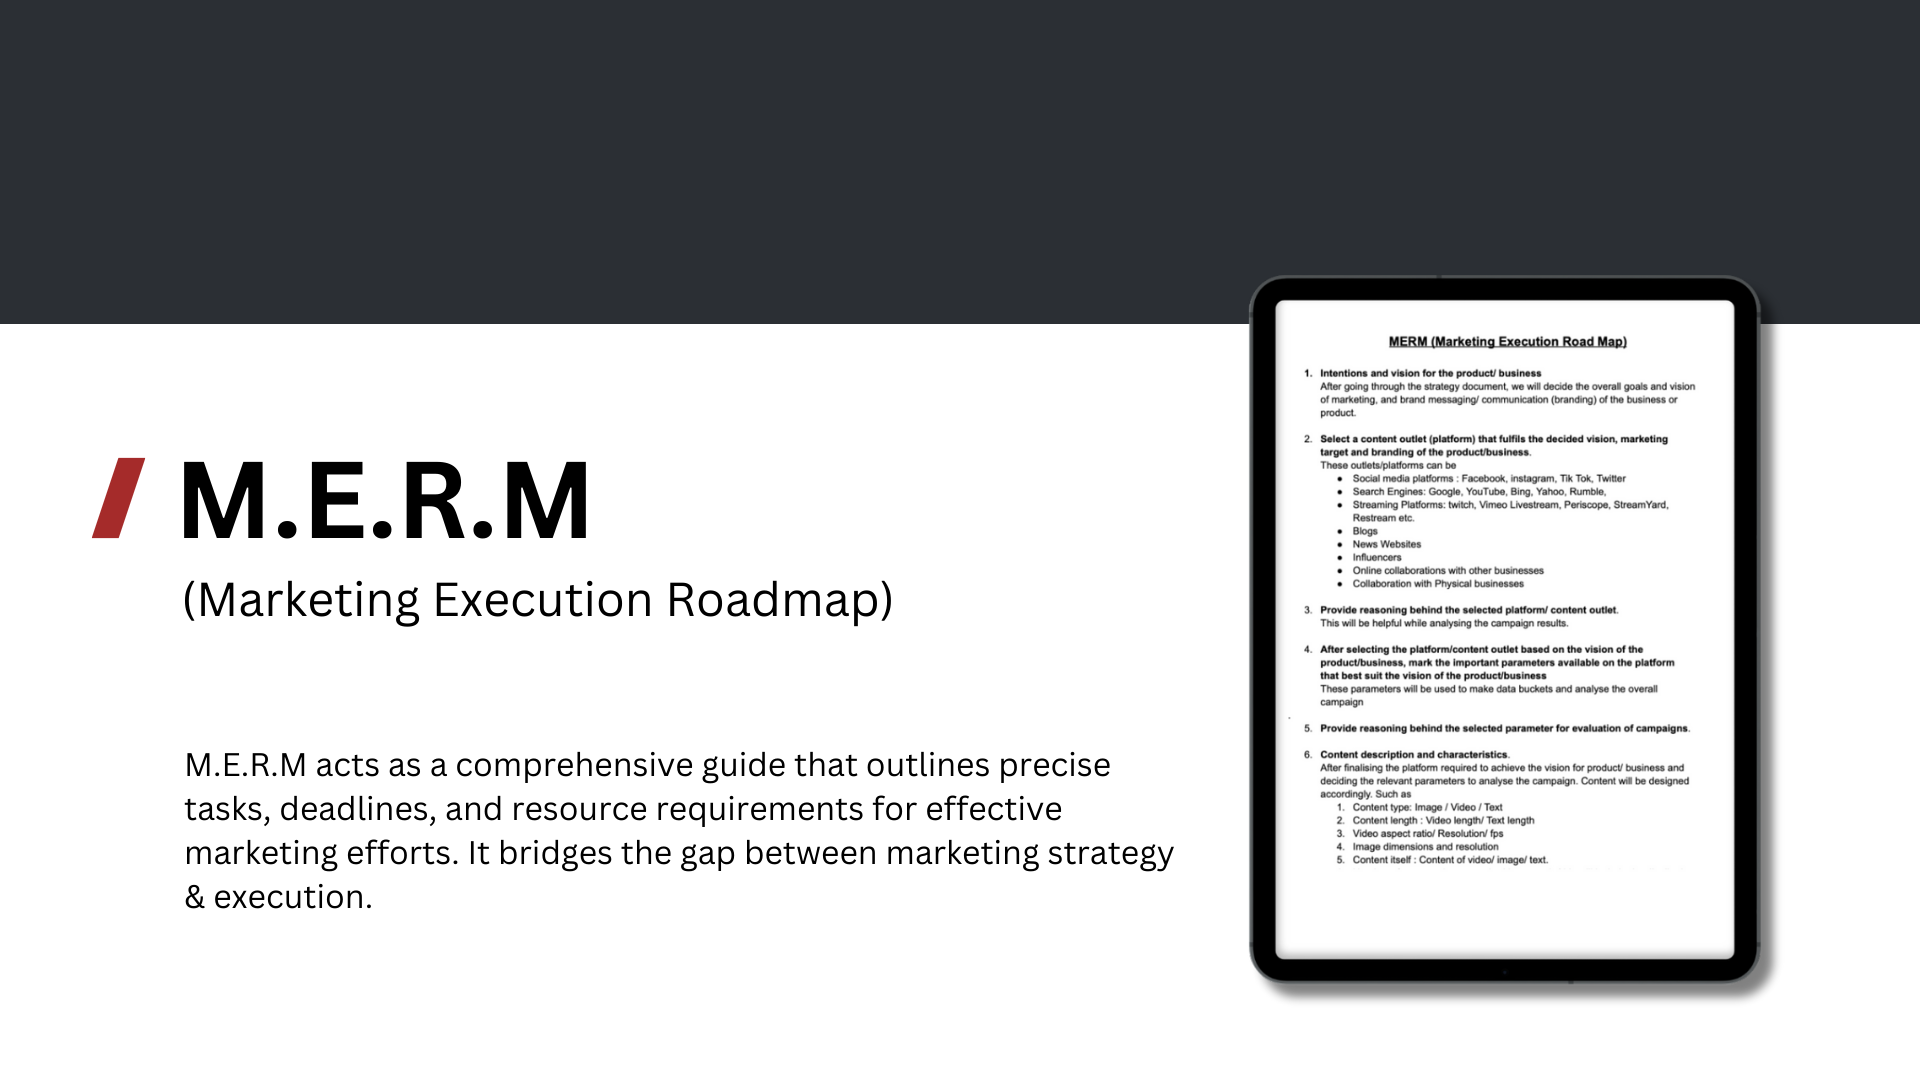 M.E.R.M
(Marketing Execution Roadmap)
M.E.R.M acts as a comprehensive guide that outlines precise
tasks, deadlines, and resource requirements for effective
marketing efforts. It bridges the gap between marketing strategy
& execution.
MERM (Marketing Execution Road Map)
1. Intentions and vision for the product/ business
After going through the strategy document, we will decide the overall goals and vision
of marketing, and brand messaging/ communication (branding) of the business or
product.
2. Select a content outlet (platform) that fulfils the decided vision, marketing
target and branding of the product/business.
These outlets/platforms can be
● Social media platforms : Facebook, instagram, Tik Tok, Twitter
● Search Engines: Google, YouTube, Bing, Yahoo, Rumble,
● Streaming Platforms: twitch, Vimeo Livestream, Periscope, StreamYard,
Restream etc.
● Blogs
● News Websites
● Influencers
● Online collaborations with other businesses
● Collaboration with Physical businesses
3. Provide reasoning behind the selected platform/ content outlet.
This will be helpful while analysing the campaign results.
4. After selecting the platform/content outlet based on the vision of the
product/business, mark the important parameters available on the platform
that best suit the vision of the product/business
These parameters will be used to make data buckets and analyse the overall
campaign
5. Provide reasoning behind the selected parameter for evaluation of campaigns.
6. Content description and characteristics.
After finalising the platform required to achieve the vision for product/ business and
deciding the relevant parameters to analyse the campaign. Content will be designed
accordingly. Such as
1. Content type: Image / Video / Text
2. Content length : Video length/ Text length
3. Video aspect ratio/ Resolution/ fps
4. Image dimensions and resolution
5. Content itself : Content of video/ image/ text.